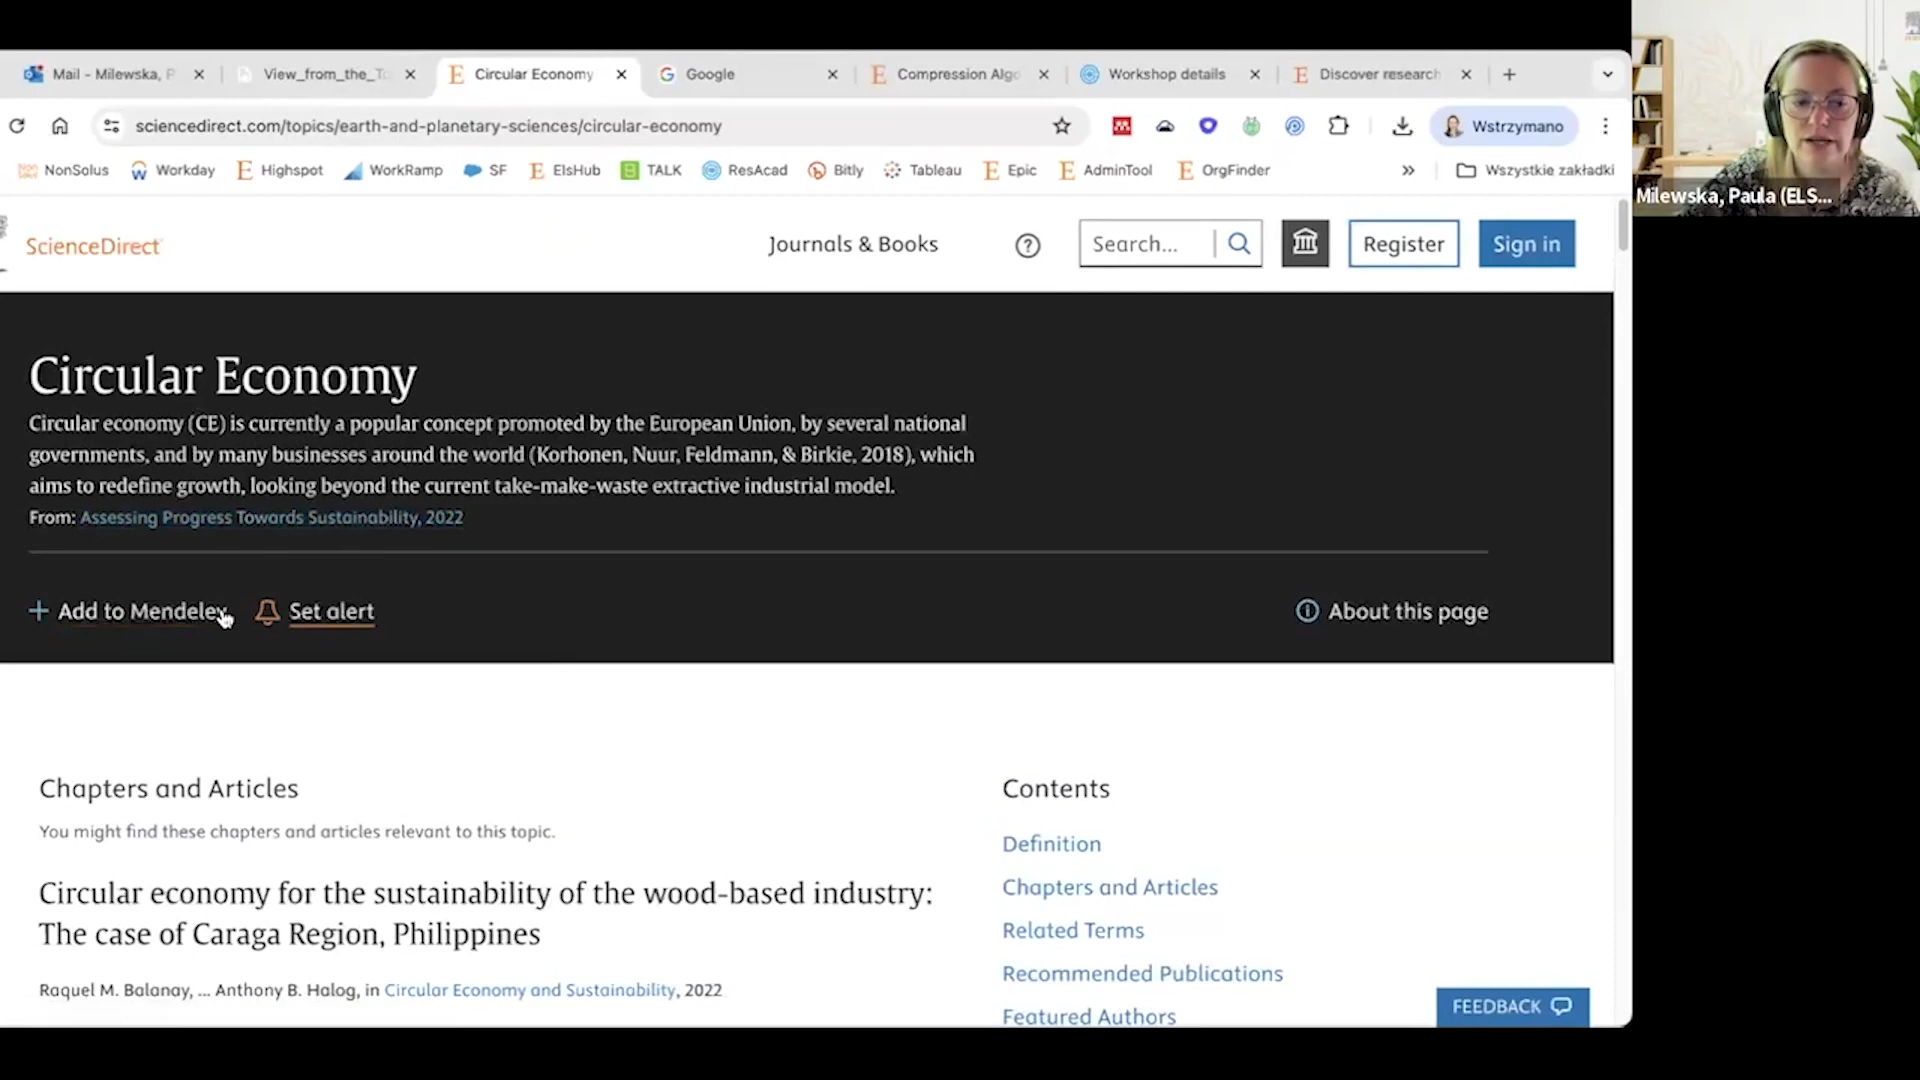 Mail - Milewska, P
View_from_the_To
Circular Economy
Google
Compression Algo
Workshop details
Discover research
sciencedirect.com/topics/earth-and-planetary-sciences/circular-economy
Wstrzymano
NonSolus
Workday
Highspot
WorkRamp
SF
ElsHub
TALK
ResAcad
Bitly
Tableau
Epic
AdminTool
OrgFinder
Wszystkie zakładki
Milewska, Paula (ELS...
ScienceDirect
Journals & Books
Search...
Register
Sign in
Circular Economy
Circular economy (CE) is currently a popular concept promoted by the European Union, by several national
governments, and by many businesses around the world (Korhonen, Nuur, Feldmann, & Birkie, 2018), which
aims to redefine growth, looking beyond the current take-make-waste extractive industrial model.
From: Assessing Progress Towards Sustainability, 2022
Add to Mendeley
Set alert
About this page
Chapters and Articles
You might find these chapters and articles relevant to this topic.
Circular economy for the sustainability of the wood-based industry:
The case of Caraga Region, Philippines
Raquel M. Balanay, ... Anthony B. Halog, in Circular Economy and Sustainability, 2022
Contents
Definition
Chapters and Articles
Related Terms
Recommended Publications
Featured Authors
FEEDBACK